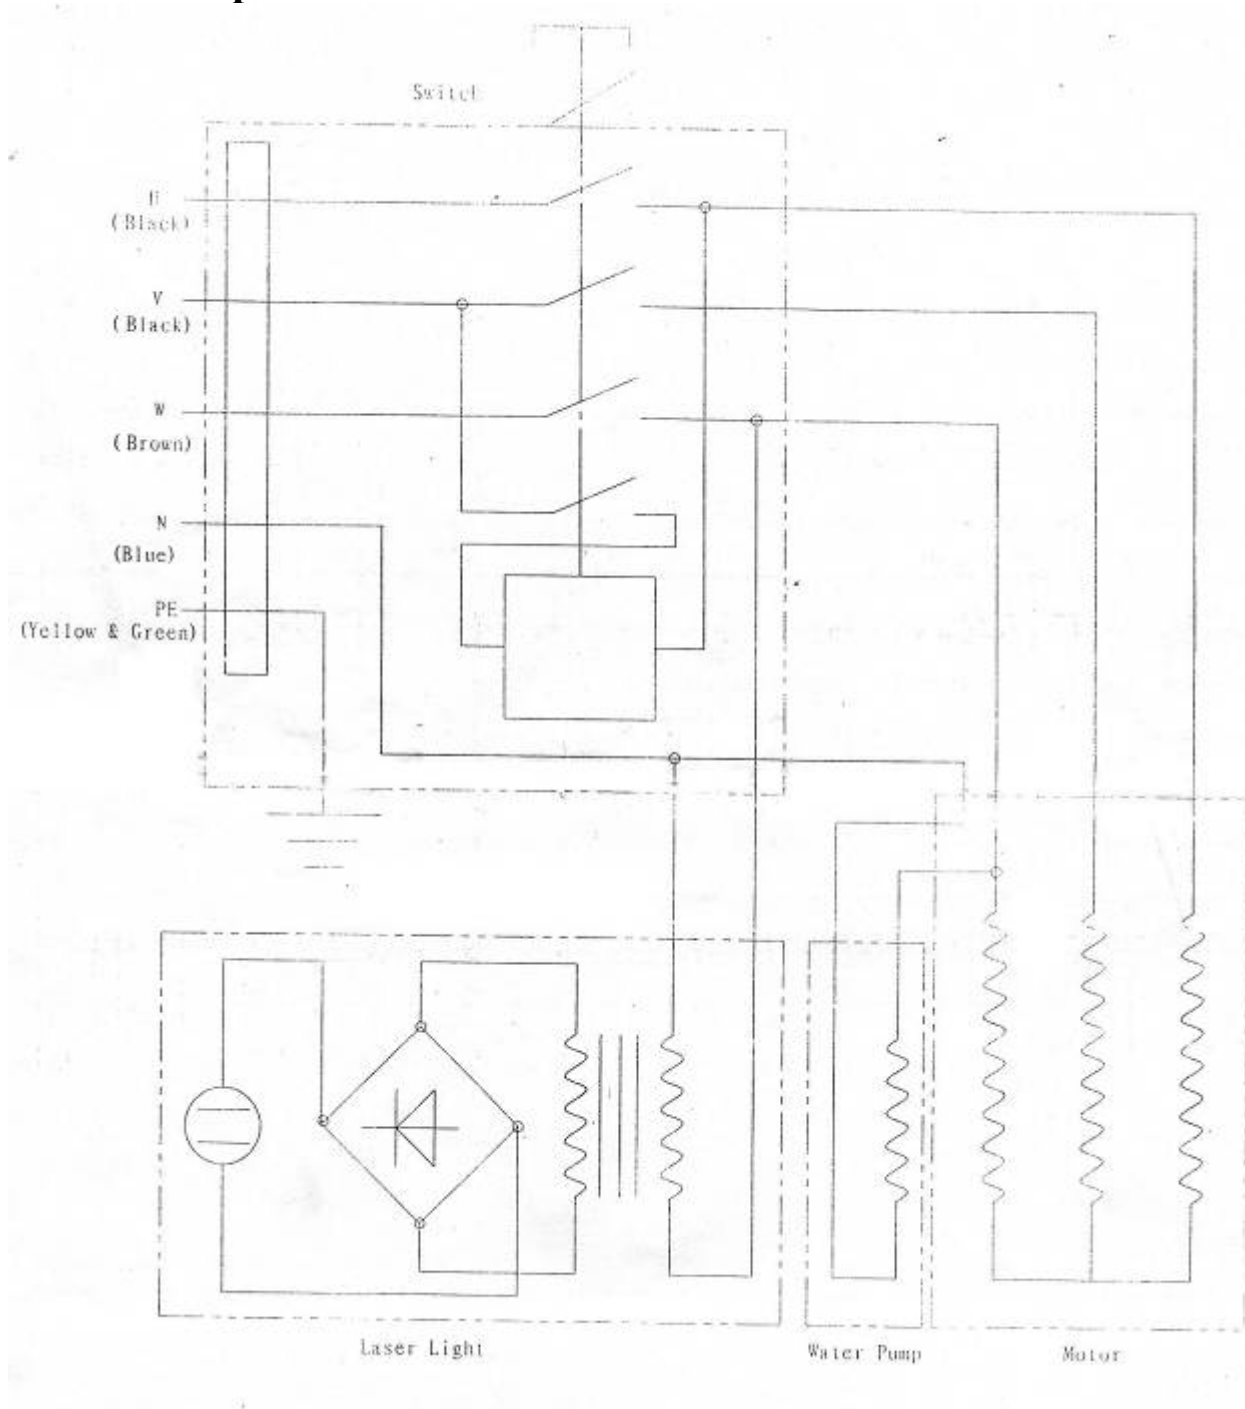 Switch
(Black)
V
(Black)
W
(Brown)
N
(Blue)
PE
(Yellow & Green)
Laser Light
Water Pump
Motor